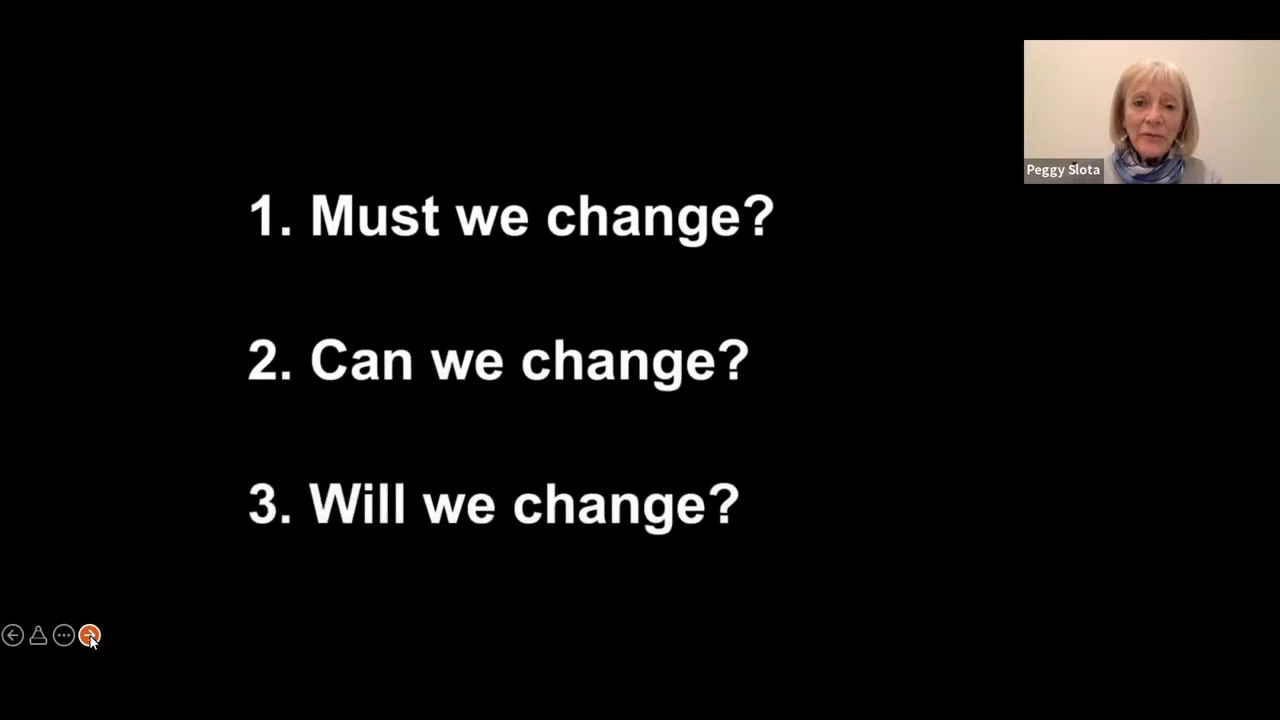 Peggy Slota
1. Must we change?
2. Can we change?
3. Will we change?